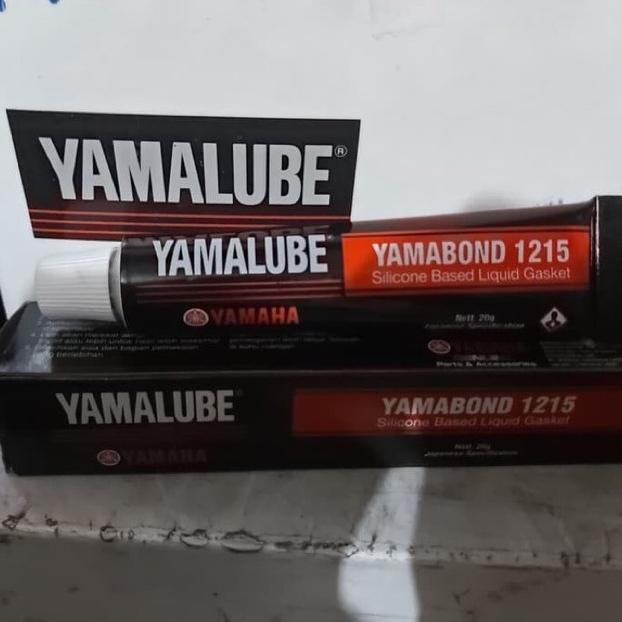 YAMALUBE®
YAMALUBE
YAMABOND 1215
Silicone Based Liquid Gasket
YAMAHA
Nett. 20g
Japanese Specification
Parts & Accessories
YAMALUBE
YAMABOND 1215
Silicone Based Liquid Gasket
YAMAHA
Nett. 20g
Japanese Specification